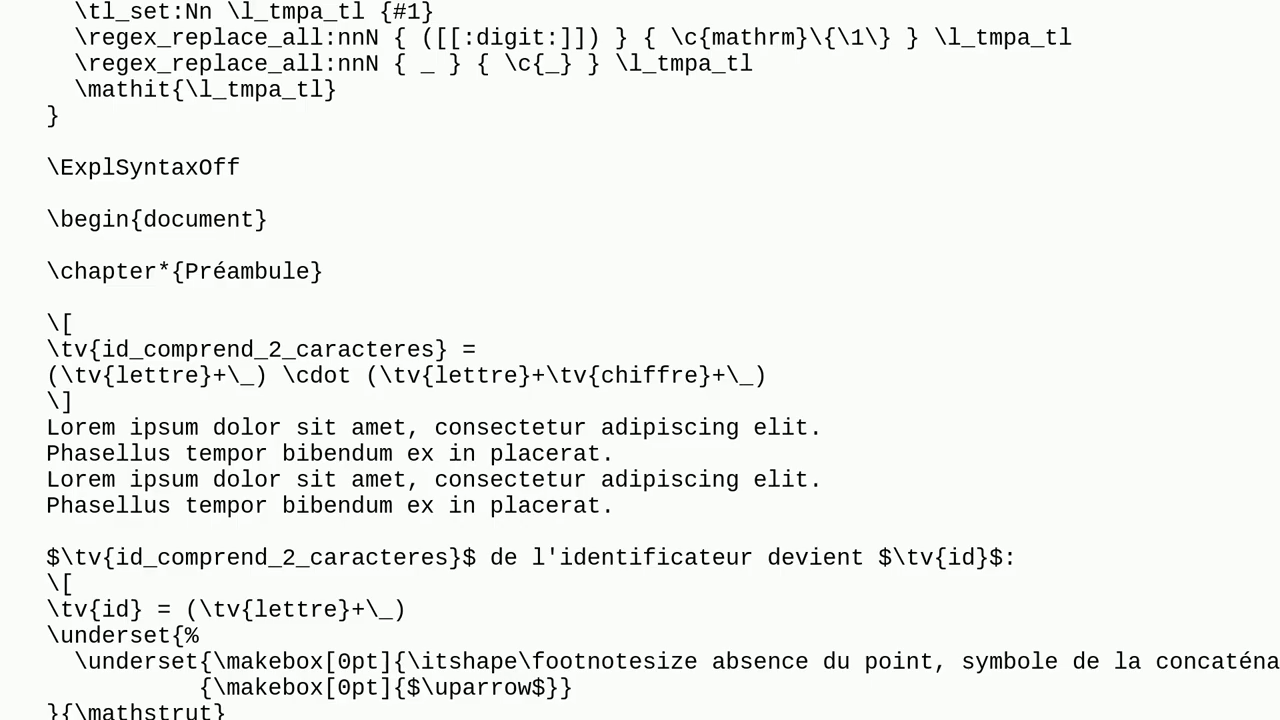 \tl_set:Nn \l_tmpa_tl {#1}
\regex_replace_all:nnN { ([[:digit:]]) } { \c{mathrm}\{\1\} } \l_tmpa_tl
\regex_replace_all:nnN { _ } { \c{_} } \l_tmpa_tl
\mathit{\l_tmpa_tl}
}
\ExplSyntaxOff
\begin{document}
\chapter*{Préambule}
\[
\tv{id_comprend_2_caracteres} =
(\tv{lettre}+\_) \cdot (\tv{lettre}+\tv{chiffre}+\_)
\]
Lorem ipsum dolor sit amet, consectetur adipiscing elit.
Phasellus tempor bibendum ex in placerat.
Lorem ipsum dolor sit amet, consectetur adipiscing elit.
Phasellus tempor bibendum ex in placerat.
$\tv{id_comprend_2_caracteres}$ de l'identificateur devient $\tv{id}$:
\[
\tv{id} = (\tv{lettre}+\_)
\underset{%
\underset{\makebox[0pt]{\itshape\footnotesize absence du point, symbole de la concaténa
{\makebox[0pt]{$\uparrow$}}
}{\mathstrut}